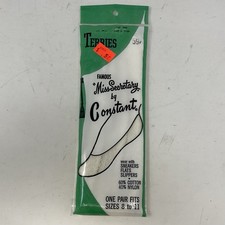 TERRIES
FAMOUS
"Miss Secretary"
by
Constant
wear with
SNEAKERS
FLATS
SLIPPERS
60% COTTON
40% NYLON
ONE PAIR FITS
SIZES 8 to 11